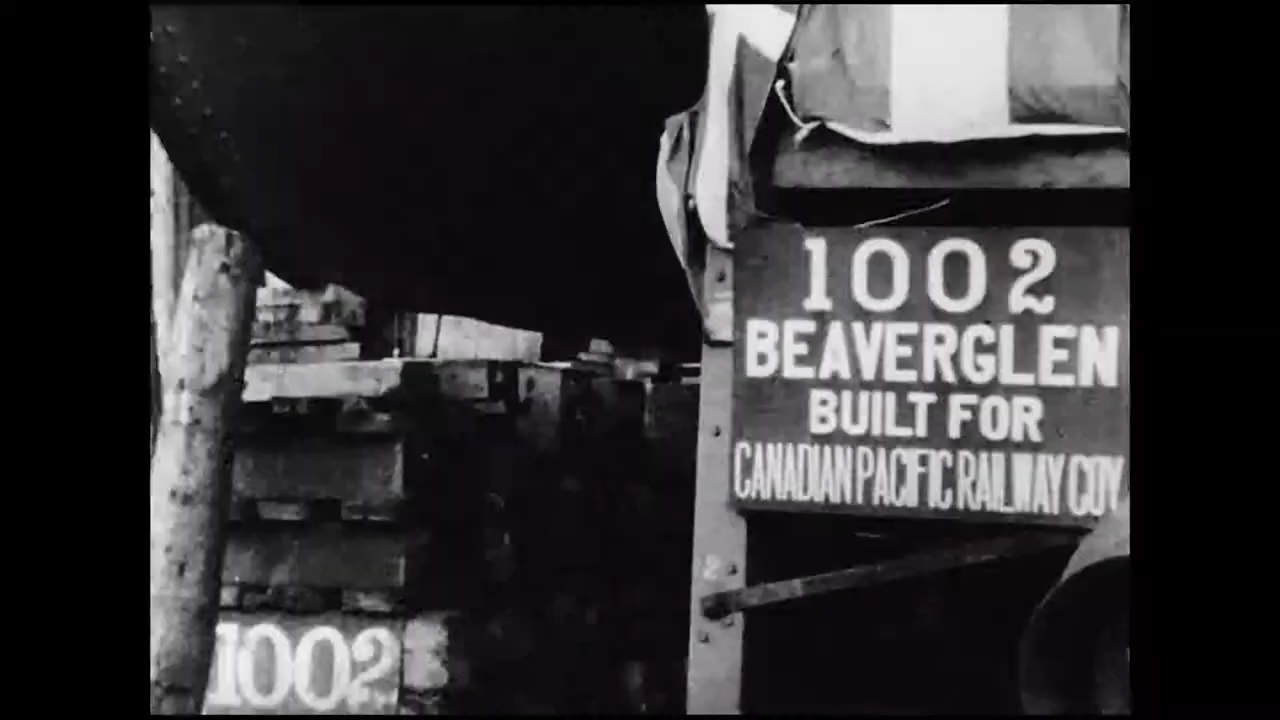 1002
BEAVERGLEN
BUILT FOR
CANADIAN PACIFIC RAILWAY COY
1002